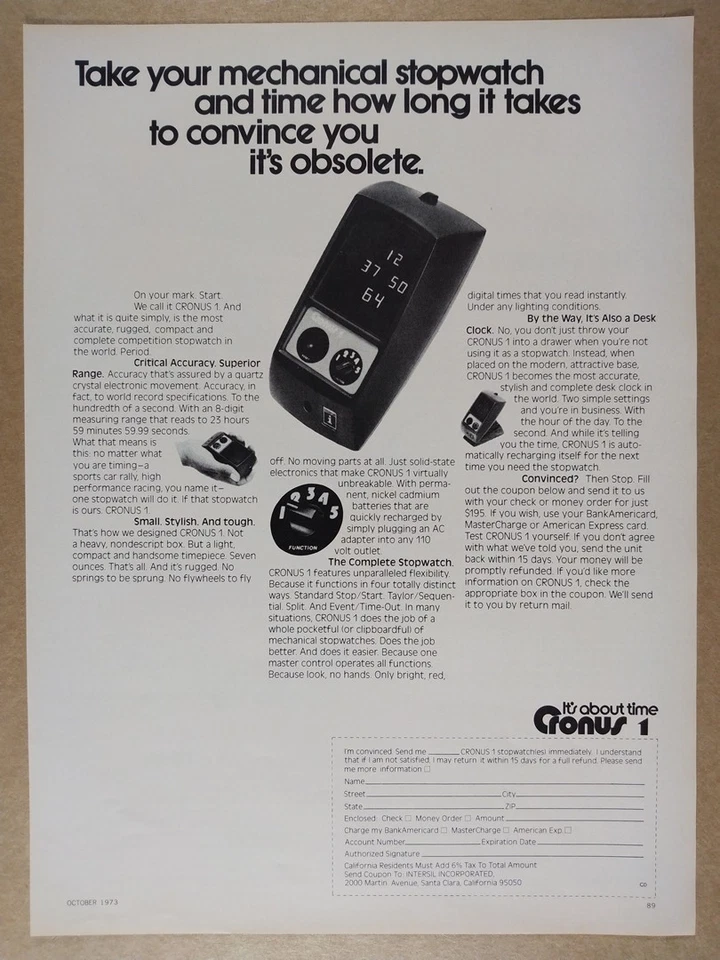 Take your mechanical stopwatch
and time how long it takes
to convince you
it's obsolete.
12
37 50
64
On your mark. Start.
We call it CRONUS 1. And
what it is quite simply, is the most
accurate, rugged, compact and
complete competition stopwatch in
the world. Period.
Critical Accuracy. Superior
Range. Accuracy that's assured by a quartz
crystal electronic movement. Accuracy, in
fact, to world record specifications. To the
hundredth of a second. With an 8-digit
measuring range that reads to 23 hours
59 minutes 59.99 seconds.
What that means is
this: no matter what
you are timing—a
sports car rally, high
performance racing, you name it—
one stopwatch will do it. If that stopwatch
is ours. CRONUS 1.
Small. Stylish. And tough.
That's how we designed CRONUS 1. Not
a heavy, nondescript box. But a light,
compact and handsome timepiece. Seven
ounces. That's all. And it's rugged. No
springs to be sprung. No flywheels to fly
off. No moving parts at all. Just solid-state
electronics that make CRONUS 1 virtually
unbreakable. With perma-
nent, nickel cadmium
batteries that are
quickly recharged by
simply plugging an AC
adapter into any 110
volt outlet.
1 2 3 4 5
FUNCTION
The Complete Stopwatch.
CRONUS 1 features unparalleled flexibility.
Because it functions in four totally distinct
ways. Standard Stop/Start. Taylor/Sequen-
tial. Split. And Event/Time-Out. In many
situations, CRONUS 1 does the job of a
whole pocketful (or clipboardful) of
mechanical stopwatches. Does the job
better. And does it easier. Because one
master control operates all functions.
Because look, no hands. Only bright, red,
digital times that you read instantly.
Under any lighting conditions.
By the Way, It's Also a Desk
Clock. No, you don't just throw your
CRONUS 1 into a drawer when you're not
using it as a stopwatch. Instead, when
placed on the modern, attractive base,
CRONUS 1 becomes the most accurate,
stylish and complete desk clock in
the world. Two simple settings
and you're in business. With
the hour of the day. To the
second. And while it's telling
you the time, CRONUS 1 is auto-
matically recharging itself for the next
time you need the stopwatch.
Convinced? Then Stop. Fill
out the coupon below and send it to us
with your check or money order for just
$195. If you wish, use your BankAmericard,
MasterCharge or American Express card.
Test CRONUS 1 yourself. If you don't agree
with what we've told you, send the unit
back within 15 days. Your money will be
promptly refunded. If you'd like more
information on CRONUS 1, check the
appropriate box in the coupon. We'll send
it to you by return mail.
It's about time
Cronus 1
I'm convinced. Send me ______ CRONUS 1 stopwatch(es) immediately. I understand
that if I am not satisfied, I may return it within 15 days for a full refund. Please send
me more information □
Name
Street City
State ZIP
Enclosed: Check □ Money Order □ Amount
Charge my BankAmericard □ MasterCharge □ American Exp. □
Account Number Expiration Date
Authorized Signature
California Residents Must Add 6% Tax To Total Amount
Send Coupon To: INTERSIL INCORPORATED,
2000 Martin Avenue, Santa Clara, California 95050
OCTOBER 1973
89